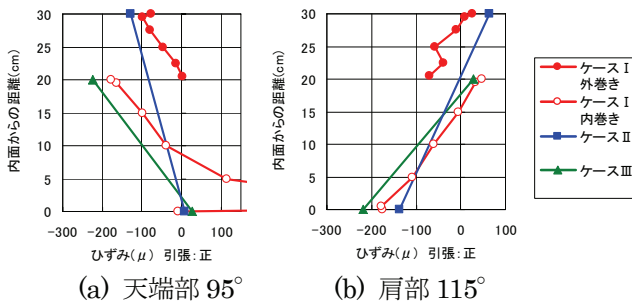 内面からの距離(cm)
30
25
20
15
10
5
0
-300 -200 -100 0 100
ひずみ(μ) 引張:正
(a) 天端部 95°
内面からの距離(cm)
30
25
20
15
10
5
0
-300 -200 -100 0 100
ひずみ(μ) 引張:正
(b) 肩部 115°
ケースⅠ
外巻き
ケースⅠ
内巻き
ケースⅡ
ケースⅢ